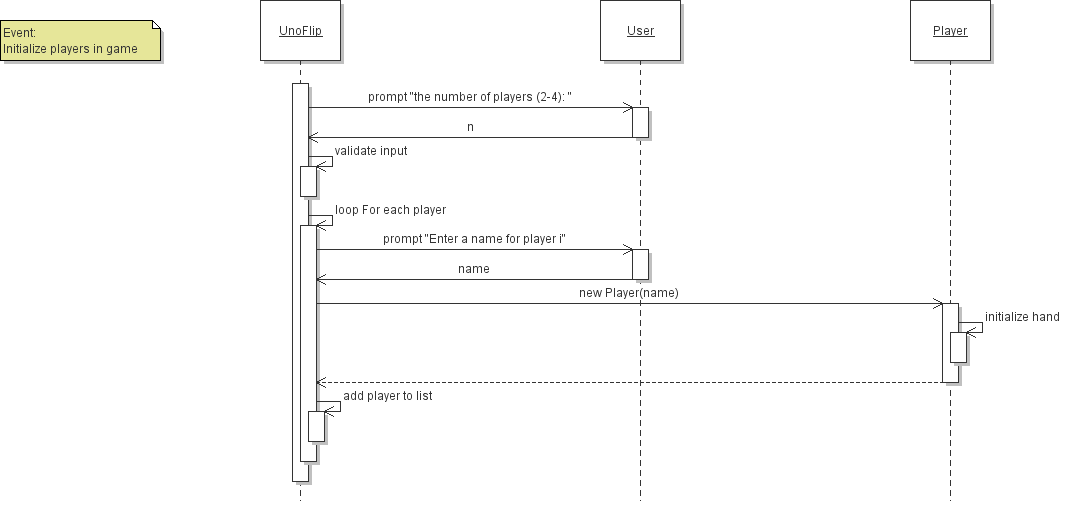 Event:
Initialize players in game
UnoFlip
User
Player
prompt "the number of players (2-4): "
n
validate input
loop For each player
prompt "Enter a name for player i"
name
new Player(name)
initialize hand
add player to list